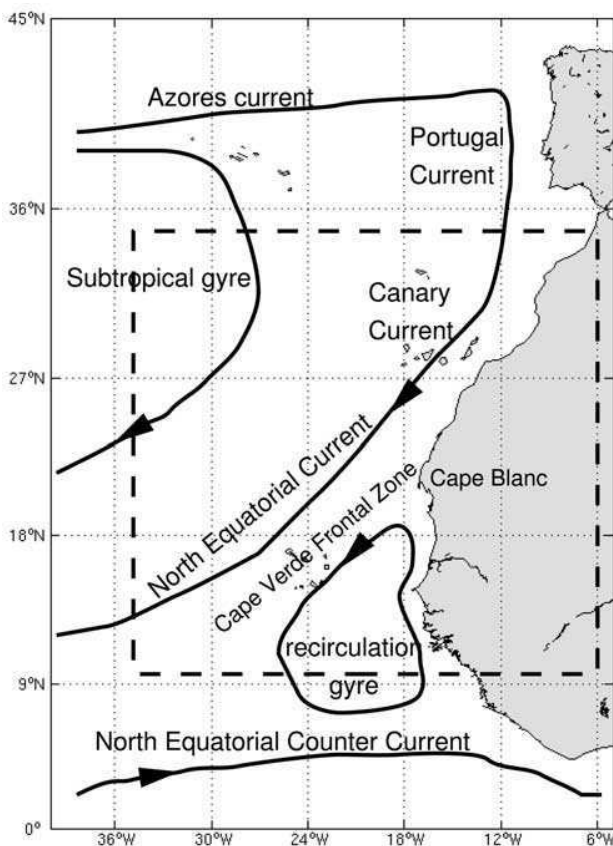 45°N
Azores current
Portugal
Current
36°N
Subtropical gyre
Canary
Current
27°N
Cape Blanc
North Equatorial Current
Cape Verde Frontal Zone
18°N
recirculation
gyre
9°N
North Equatorial Counter Current
0°
36°W
30°W
24°W
18°W
12°W
6°W